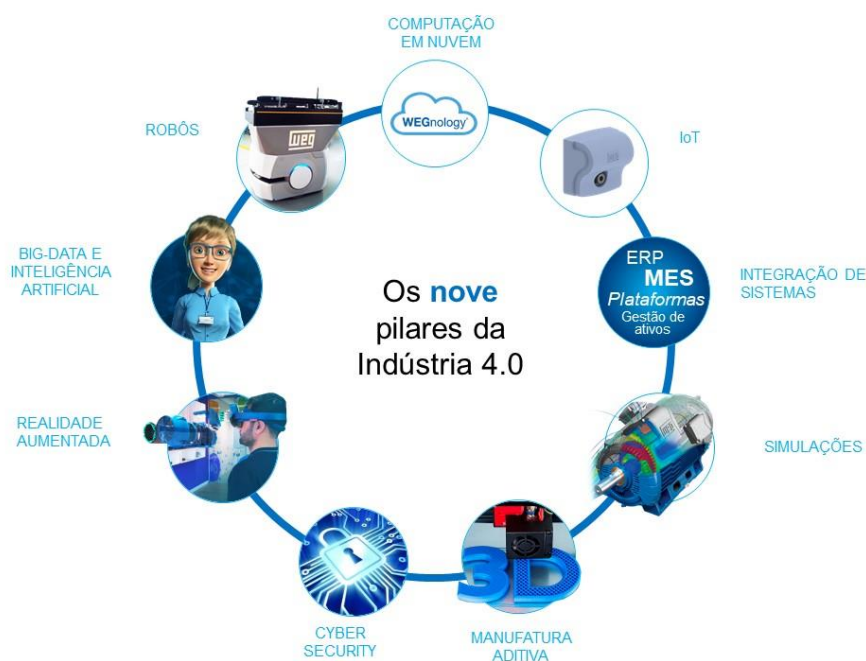 COMPUTAÇÃO
EM NUVEM
WEGnology
ROBÔS
weg
IoT
BIG-DATA E
INTELIGÊNCIA
ARTIFICIAL
Os nove
pilares da
Indústria 4.0
ERP
MES
Plataformas
Gestão de
ativos
INTEGRAÇÃO DE
SISTEMAS
REALIDADE
AUMENTADA
SIMULAÇÕES
3D
CYBER
SECURITY
MANUFATURA
ADITIVA